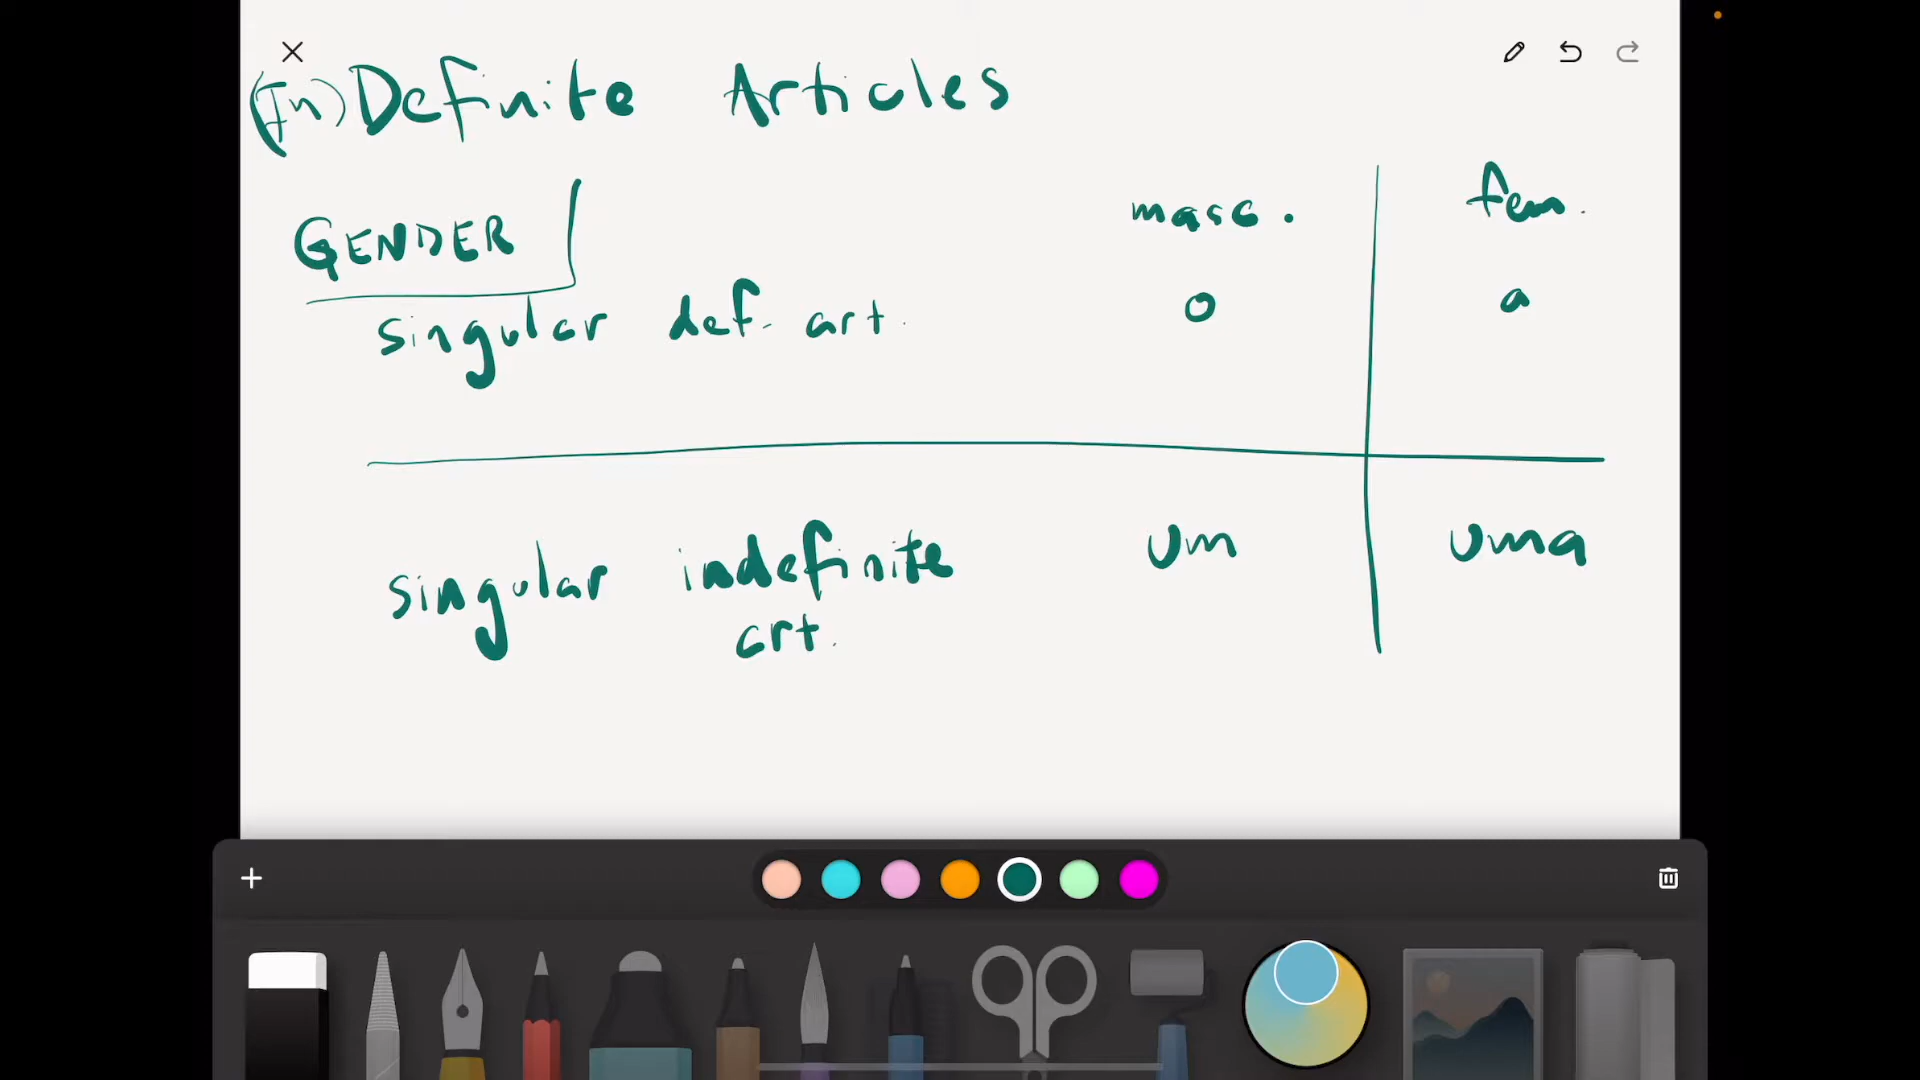 (In) Definite Articles
GENDER masc. fem.
singular def. art. o a
singular indefinite um uma
art.